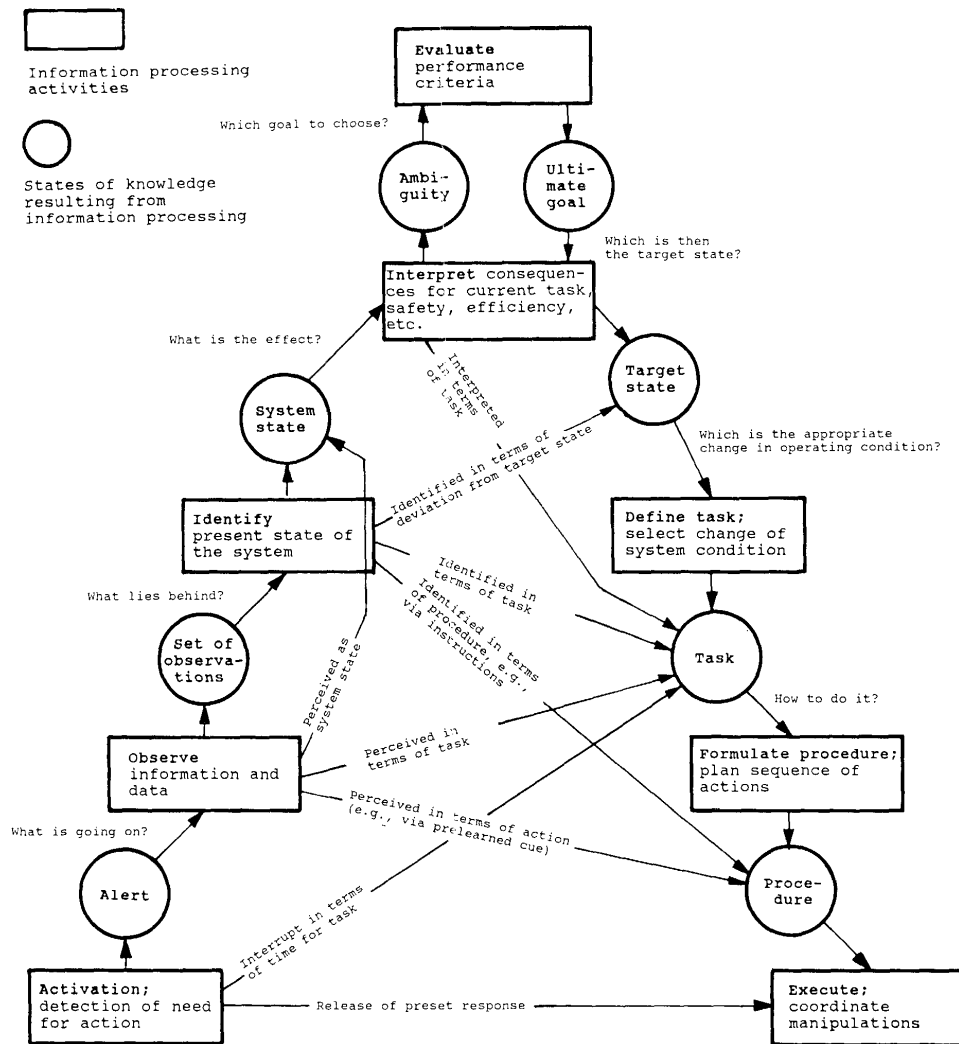 Information processing
activities
States of knowledge
resulting from
information processing
Evaluate
performance
criteria
Which goal to choose?
Ambi-
guity
Ulti-
mate
goal
Which is then
the target state?
Interpret consequen-
ces for current task,
safety, efficiency,
etc.
What is the effect?
Interpreted
in terms
of task
Target
state
System
state
Which is the appropriate
change in operating condition?
Identified in terms of
deviation from target state
Identify
present state of
the system
Define task;
select change of
system condition
Identified in
terms of task
Identified in terms
of procedure, e.g.,
via instructions
What lies behind?
Set of
observa-
tions
Perceived as
system state
Task
How to do it?
Perceived in
terms of task
Observe
information and
data
Formulate procedure;
plan sequence of
actions
Perceived in terms of action
(e.g., via prelearned cue)
What is going on?
Alert
Proce-
dure
Interrupt in terms
of time for task
Activation;
detection of need
for action
Release of preset response
Execute;
coordinate
manipulations